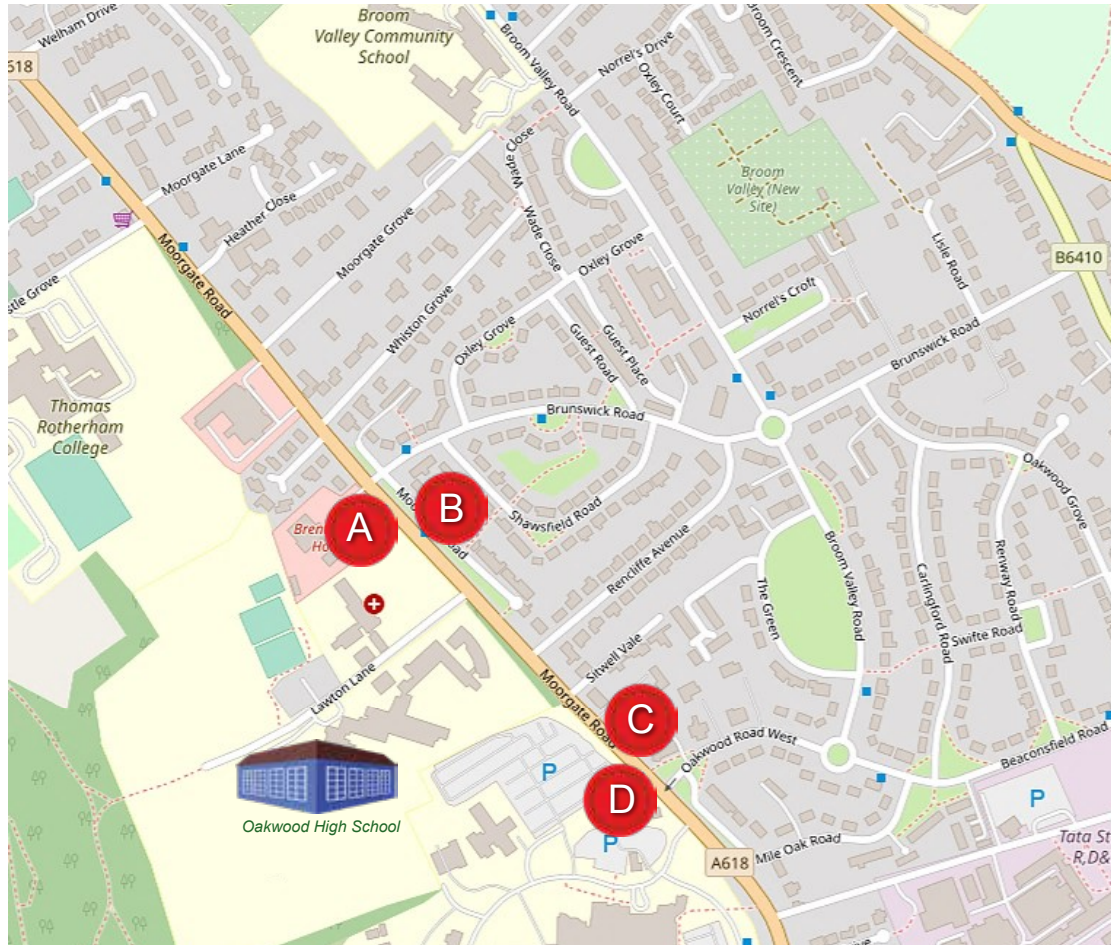 Welham Drive
618
Broom
Valley Community
School
Broom Valley Road
Norrel's Drive
Oxley Court
Broom Crescent
Moorgate Lane
Heather Close
Moorgate Grove
Wade Close
Wade Close
Broom
Valley (New
Site)
Lisle Road
B6410
Moorgate Road
stle Grove
Whiston Grove
Oxley Grove
Oxley Grove
Norrel's Croft
Guest Road
Guest Place
Brunswick Road
Brunswick Road
Thomas
Rotherham
College
Oakwood Grove
A
B
Shawsfield Road
Rencliffe Avenue
The Green
Broom Valley Road
Carlingford Road
Renway Road
Swifte Road
Lawton Lane
Sitwell Vale
Moorgate Road
C
Oakwood Road West
Beaconsfield Road
P
D
P
P
Oakwood High School
A618
Mile Oak Road
Tata St
R,D&